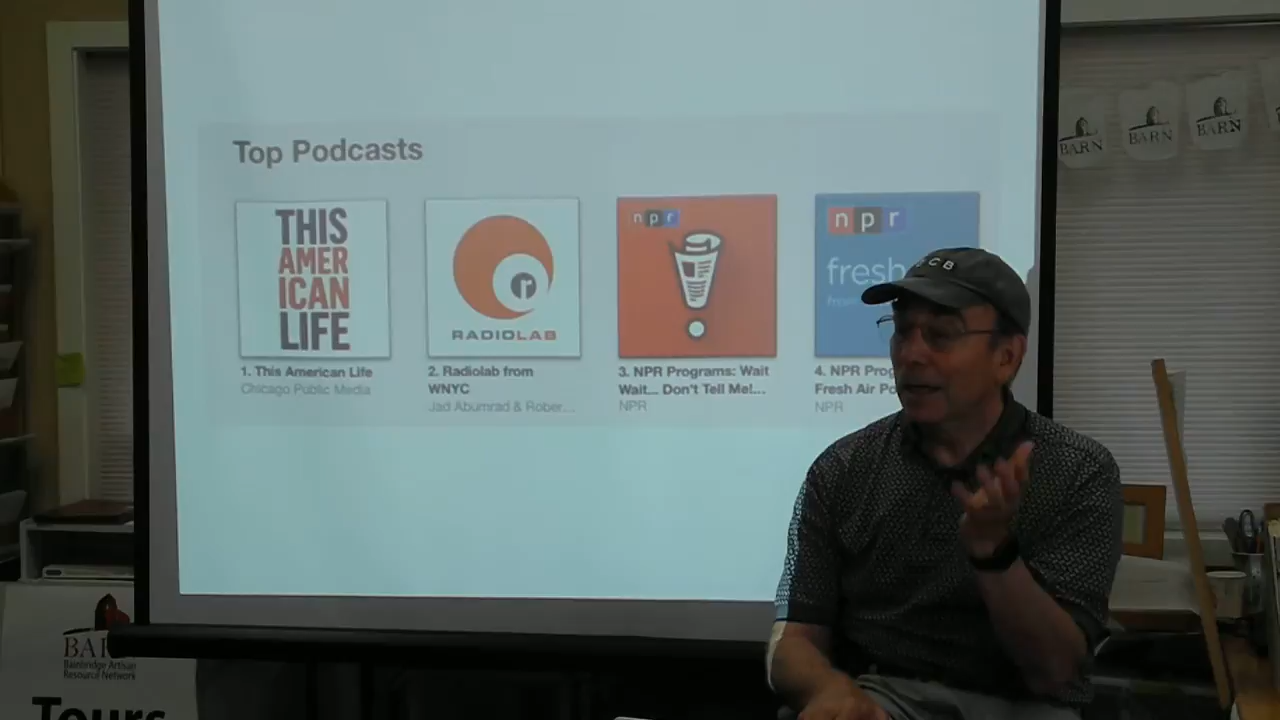 Top Podcasts
THIS
AMER
ICAN
LIFE
1. This American Life
Chicago Public Media
RADIOLAB
2. Radiolab from
WNYC
Jad Abumrad & Rober...
npr
3. NPR Programs: Wait
Wait... Don't Tell Me!...
NPR
npr
fresh
4. NPR Prog
Fresh Air Po
NPR
BARN
BARN
BARN
BAR
Bainbridge Artisan
Resource Network
Tours